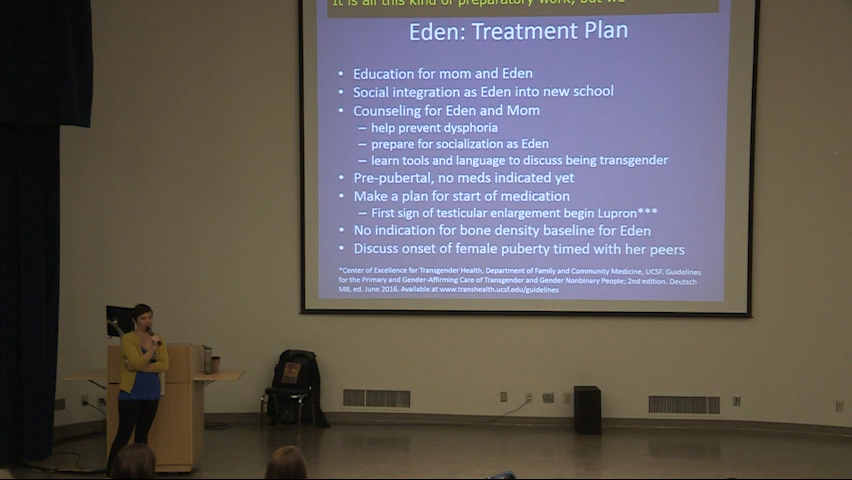 It is all this kind of preparatory work, but we
Eden: Treatment Plan
• Education for mom and Eden
• Social integration as Eden into new school
• Counseling for Eden and Mom
– help prevent dysphoria
– prepare for socialization as Eden
– learn tools and language to discuss being transgender
• Pre-pubertal, no meds indicated yet
• Make a plan for start of medication
– First sign of testicular enlargement begin Lupron***
• No indication for bone density baseline for Eden
• Discuss onset of female puberty timed with her peers
*Center of Excellence for Transgender Health, Department of Family and Community Medicine, UCSF. Guidelines
for the Primary and Gender-Affirming Care of Transgender and Gender Nonbinary People; 2nd edition. Deutsch
MB, ed. June 2016. Available at www.transhealth.ucsf.edu/guidelines